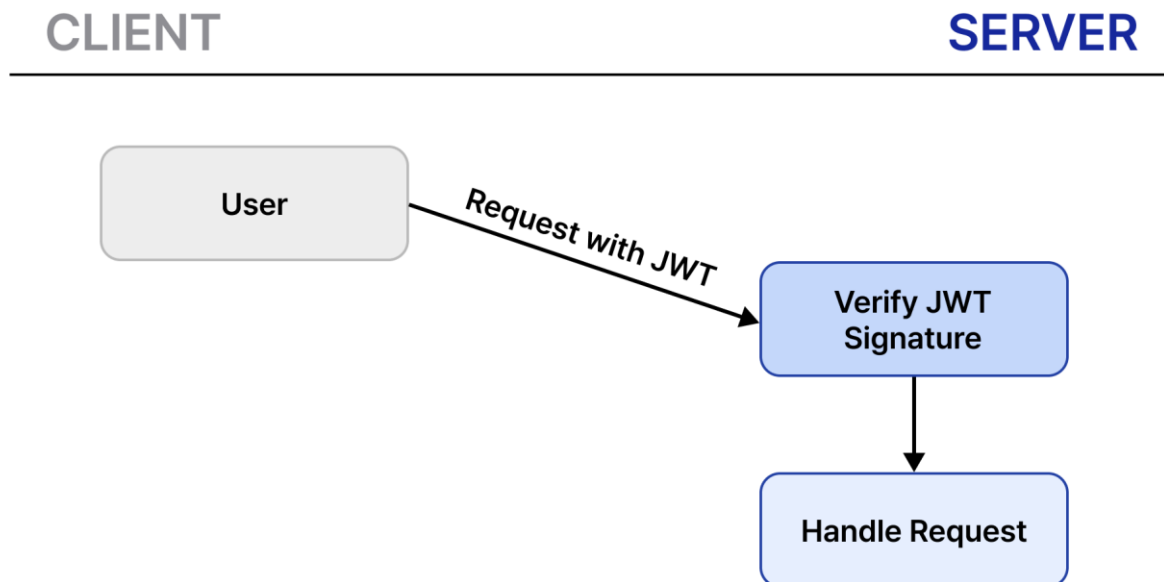 CLIENT
SERVER
User
Request with JWT
Verify JWT
Signature
Handle Request